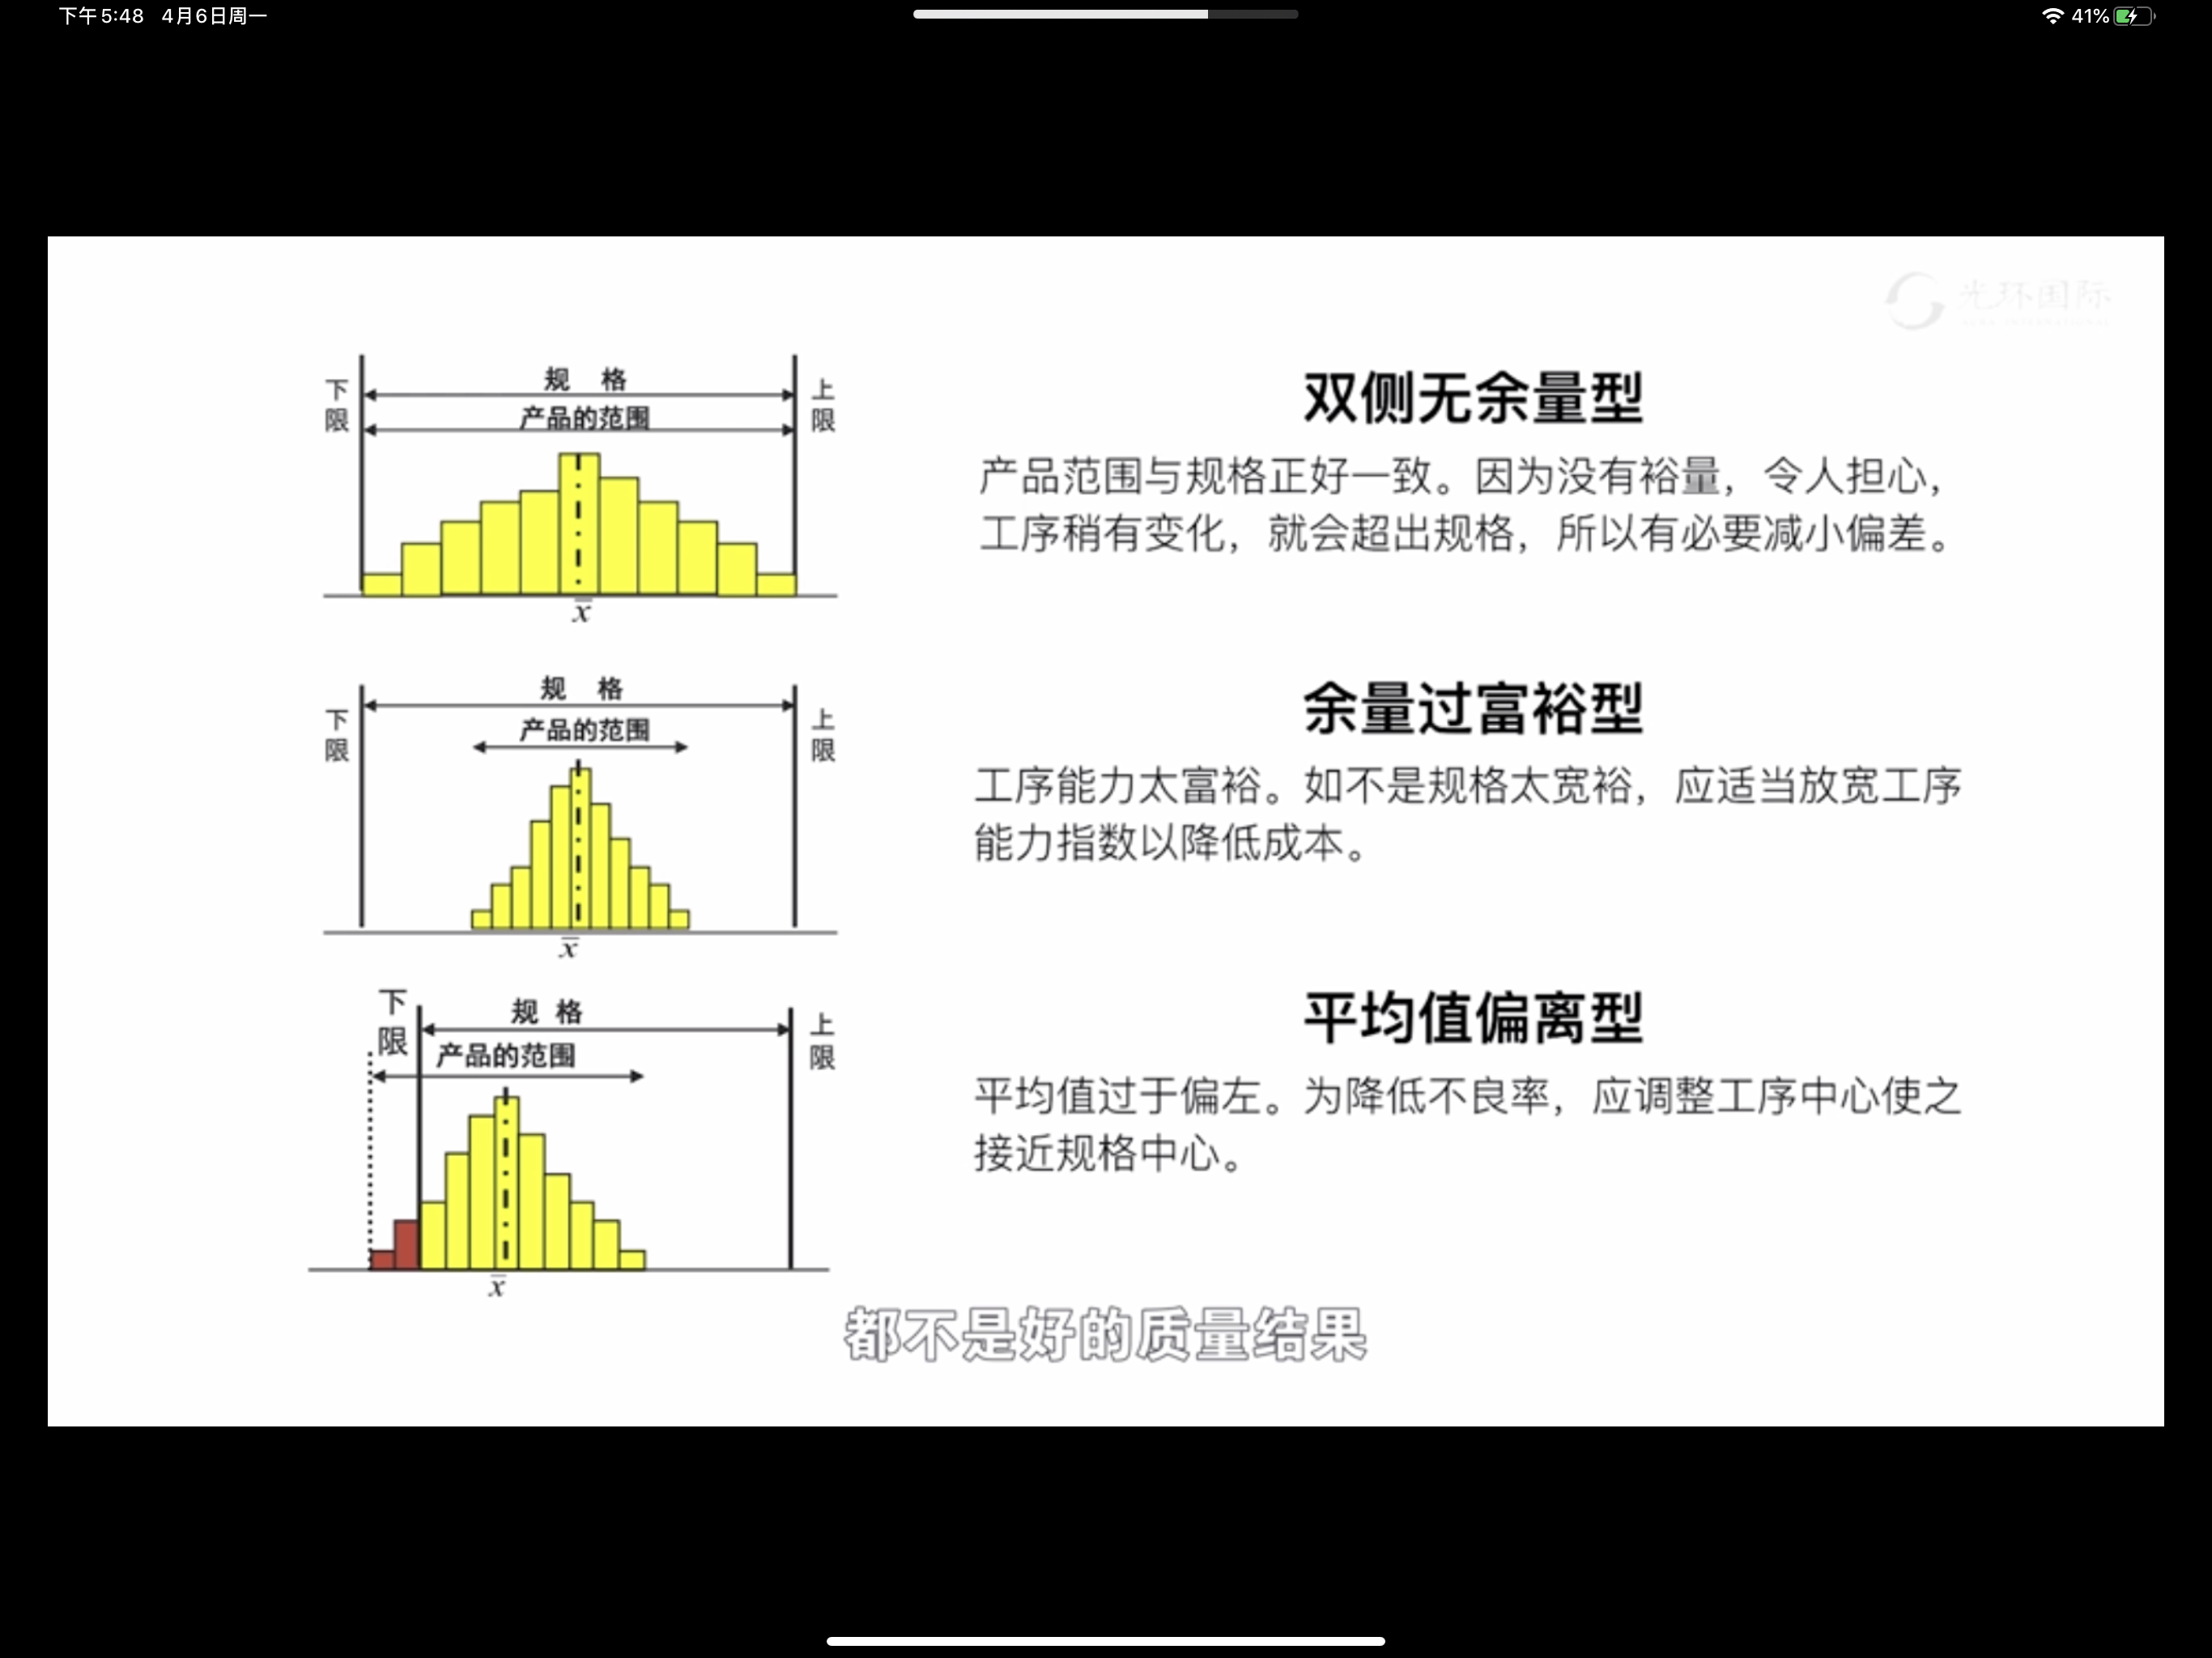 下午5:48 4月6日周一
41%
光环国际
下限
规 格
上限
产品的范围
x̄
双侧无余量型
产品范围与规格正好一致。因为没有裕量，令人担心，
工序稍有变化，就会超出规格，所以有必要减小偏差。
下限
规 格
上限
产品的范围
x̄
余量过富裕型
工序能力太富裕。如不是规格太宽裕，应适当放宽工序
能力指数以降低成本。
下限
规 格
上限
产品的范围
x̄
平均值偏离型
平均值过于偏左。为降低不良率，应调整工序中心使之
接近规格中心。
都不是好的质量结果